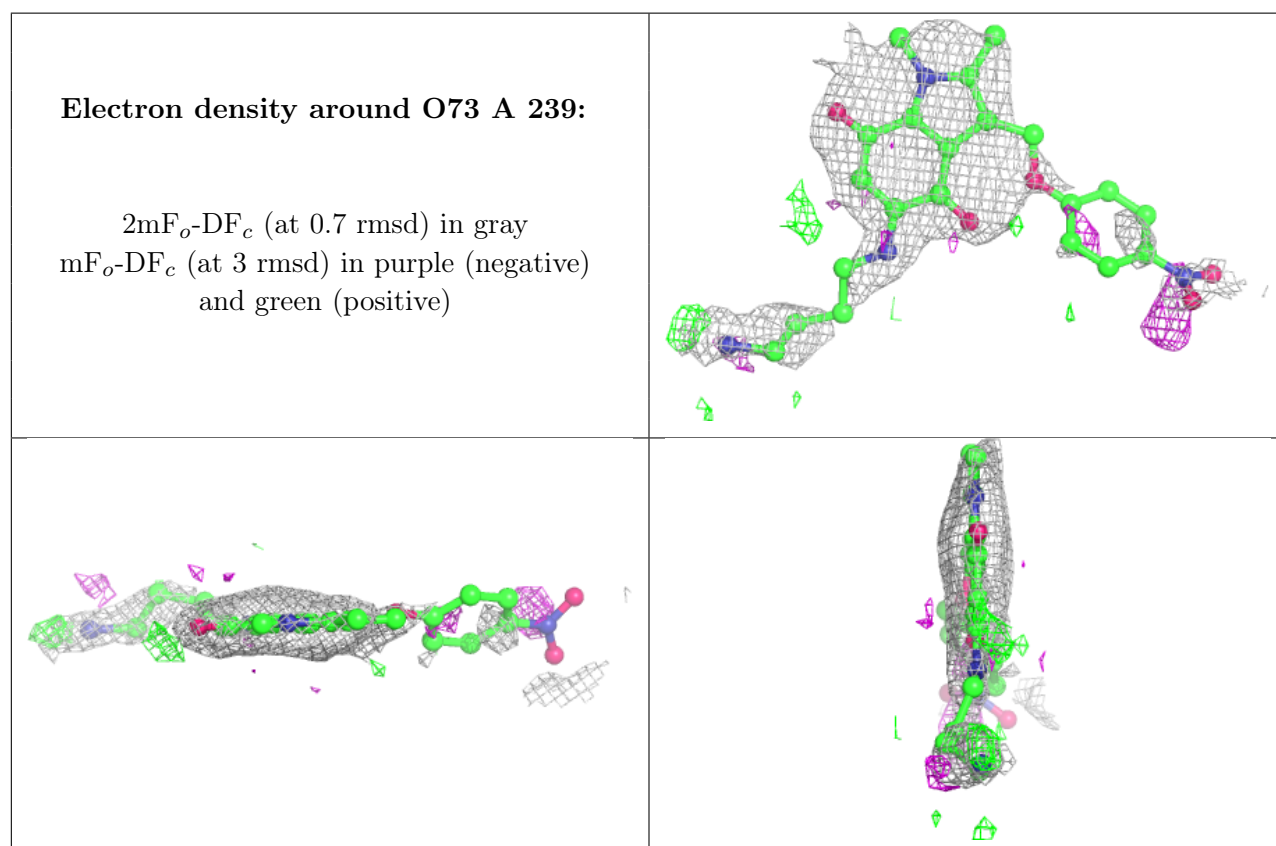 Electron density around O73 A 239:
2mFo-DFc (at 0.7 rmsd) in gray
mFo-DFc (at 3 rmsd) in purple (negative)
and green (positive)